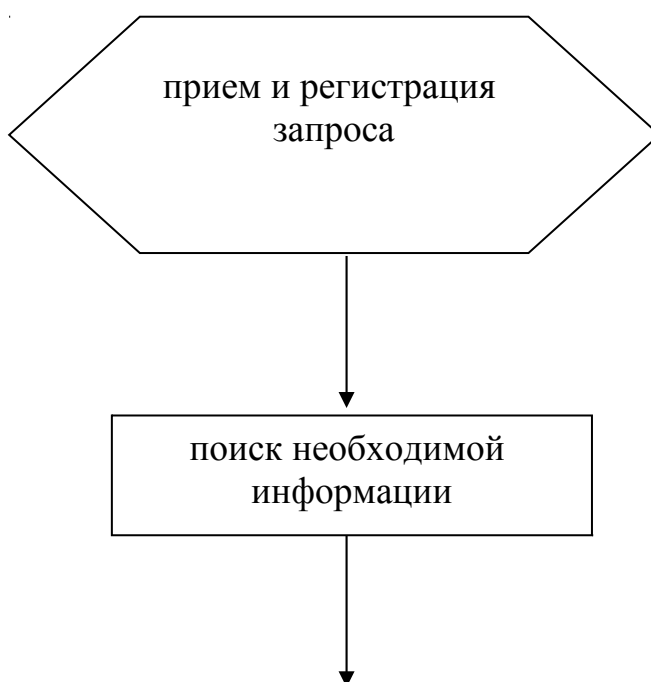 прием и регистрация
запроса
поиск необходимой
информации